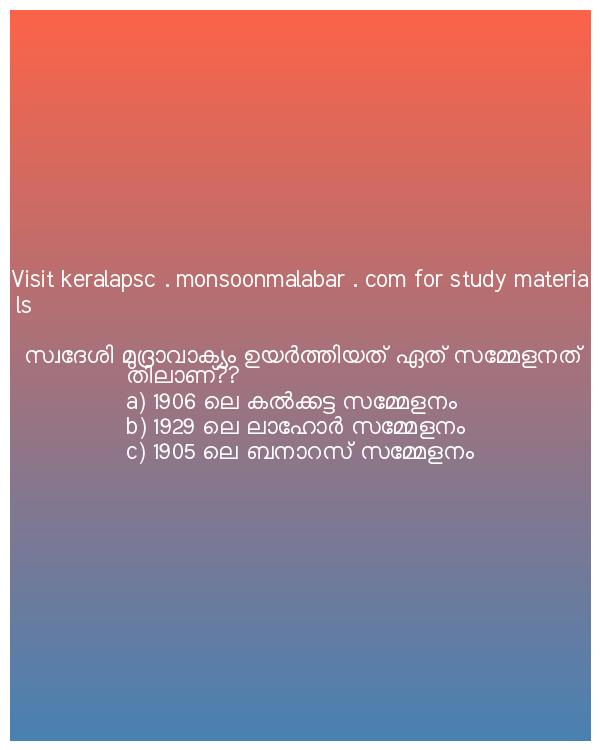 Visit keralapsc . monsoonmalabar . com for study materia
ls
സ്വദേശി മുദ്രാവാക്യം ഉയർത്തിയത് ഏത് സമ്മേളനത്
തിലാണ്??
a) 1906 ലെ കൽക്കട്ട സമ്മേളനം
b) 1929 ലെ ലാഹോർ സമ്മേളനം
c) 1905 ലെ ബനാറസ് സമ്മേളനം